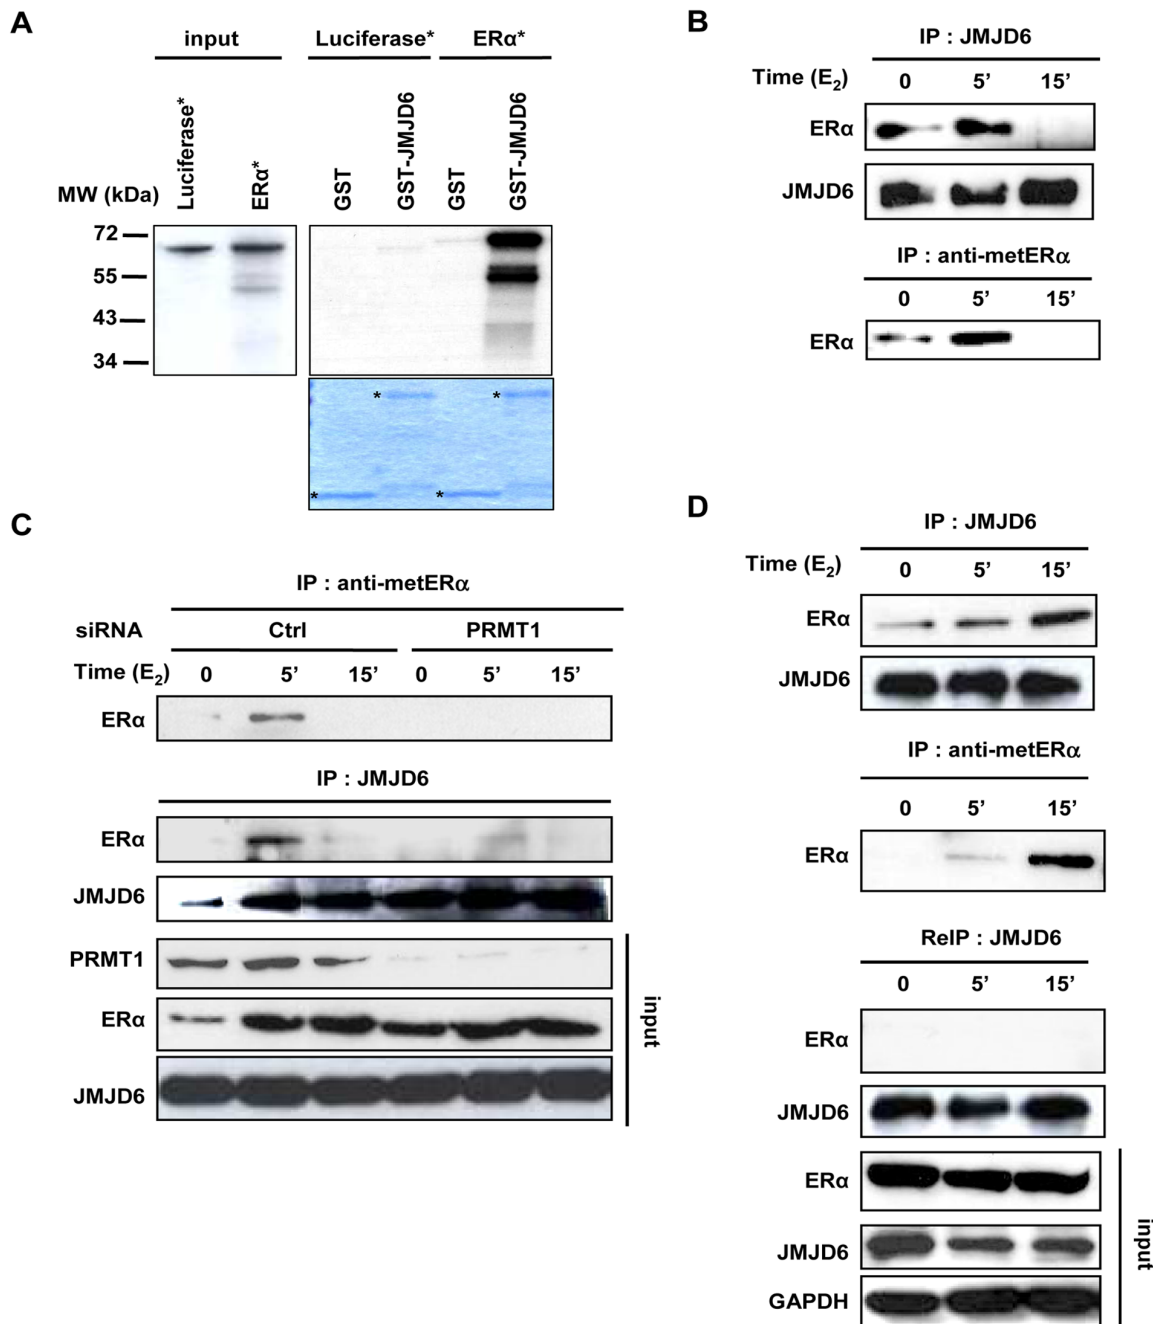 A
input
Luciferase*
ERα*
Luciferase*
ERα*
GST
GST-JMJD6
GST
GST-JMJD6
MW (kDa)
72
55
43
34
*
*
*
*
B
IP : JMJD6
Time (E2) 0 5’ 15’
ERα
JMJD6
IP : anti-metERα
0 5’ 15’
ERα
C
IP : anti-metERα
siRNA Ctrl PRMT1
Time (E2) 0 5’ 15’ 0 5’ 15’
ERα
IP : JMJD6
ERα
JMJD6
PRMT1
ERα
JMJD6
input
D
IP : JMJD6
Time (E2) 0 5’ 15’
ERα
JMJD6
IP : anti-metERα
0 5’ 15’
ERα
ReIP : JMJD6
0 5’ 15’
ERα
JMJD6
ERα
JMJD6
GAPDH
input